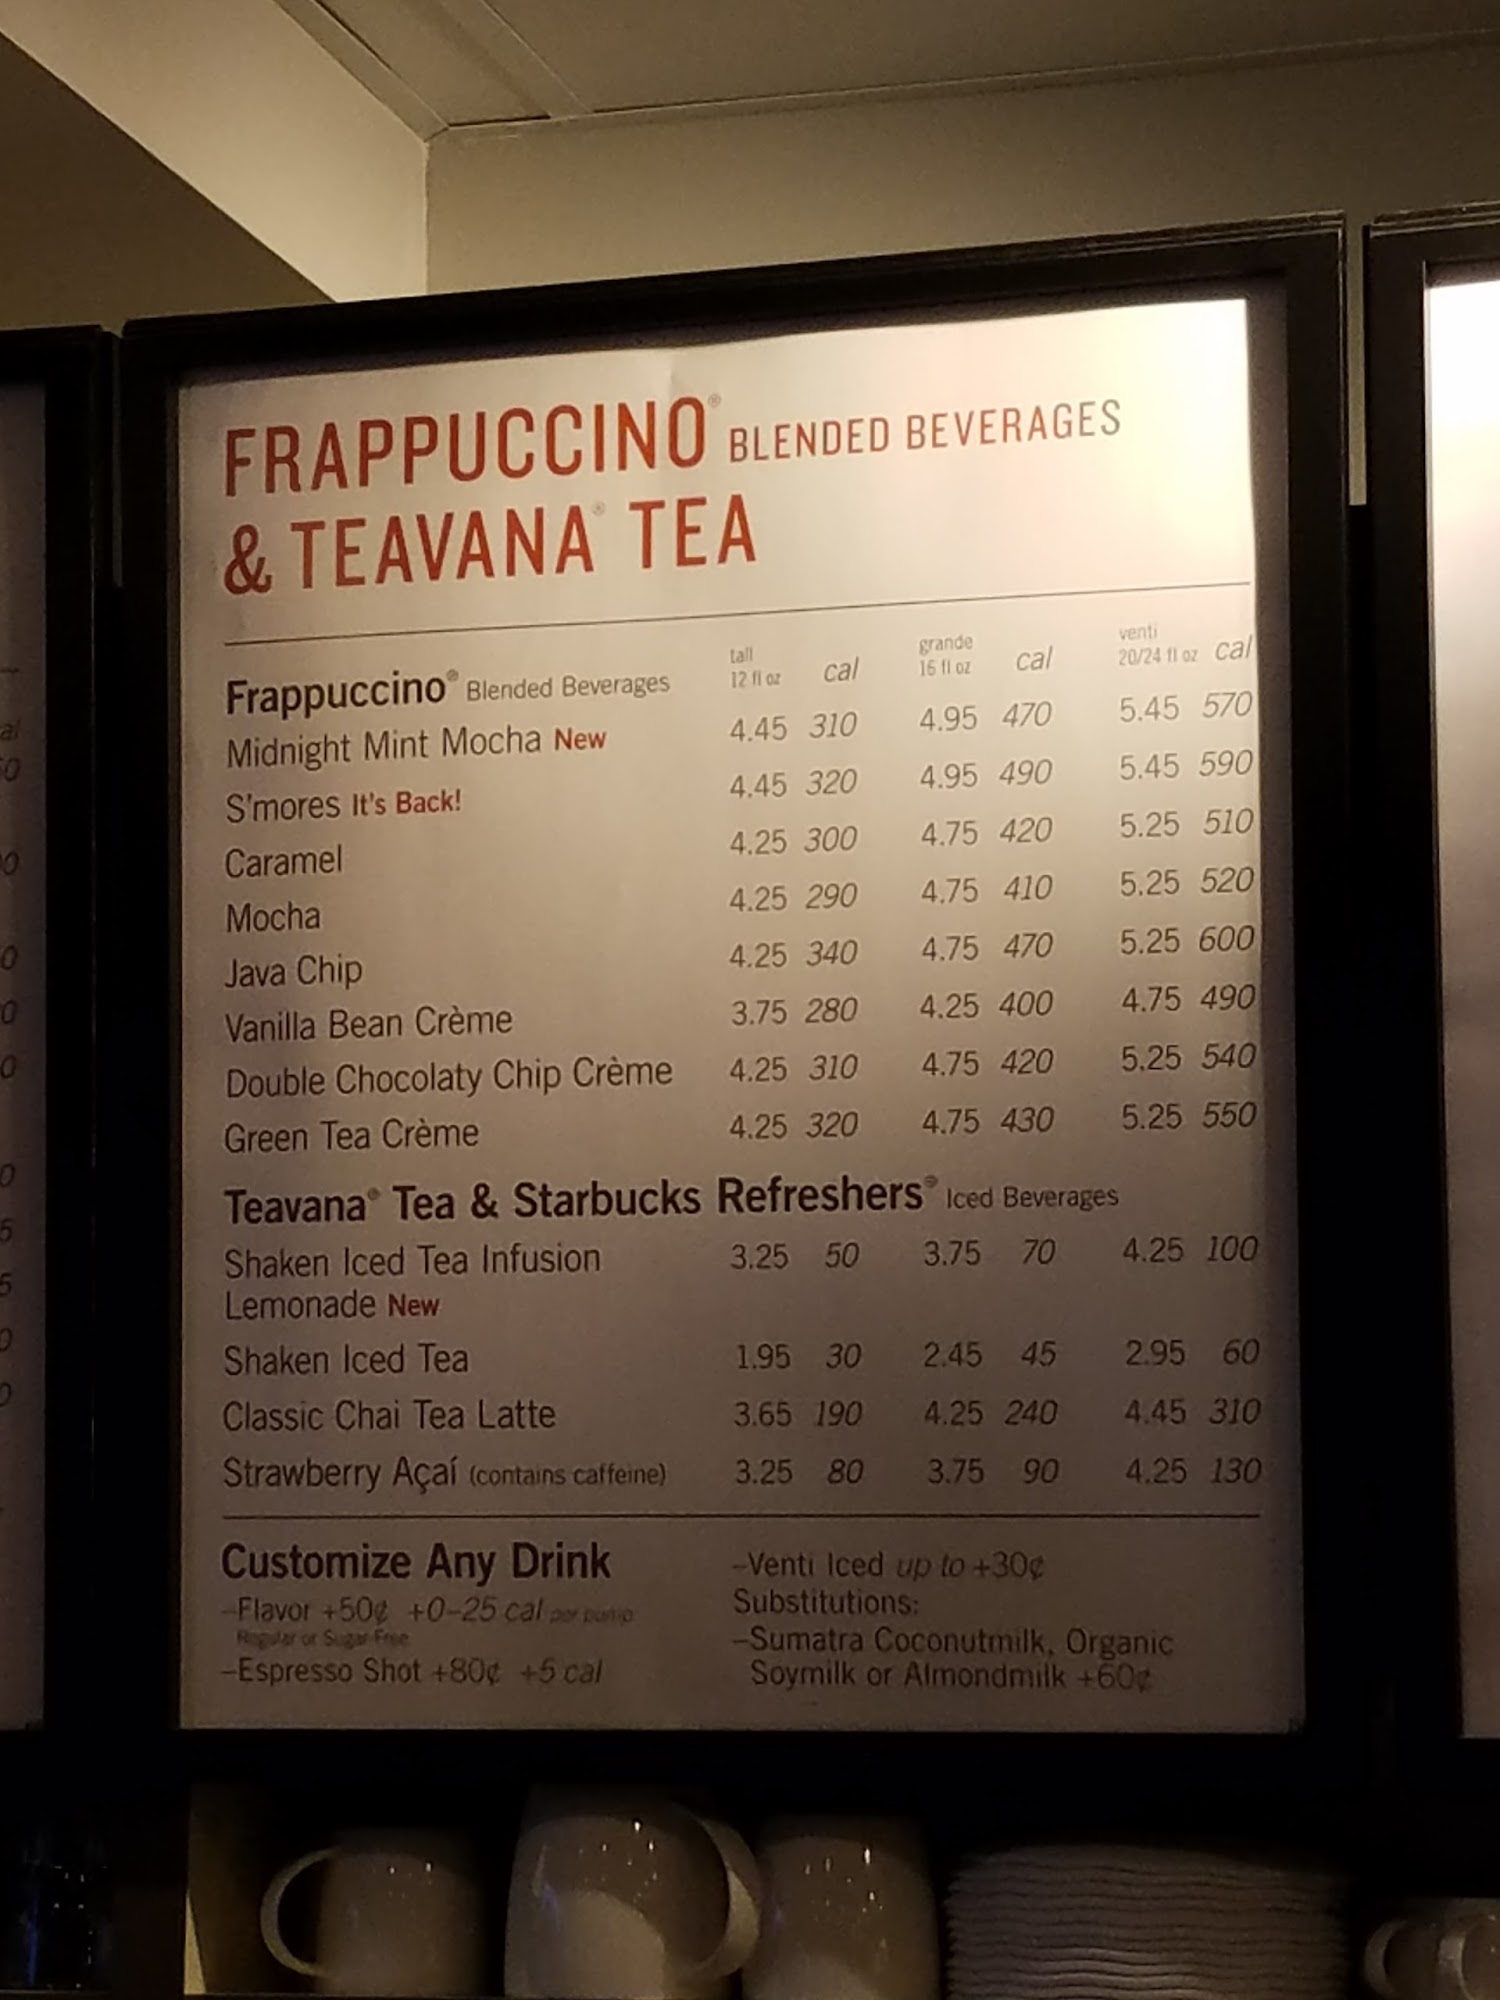 FRAPPUCCINO® BLENDED BEVERAGES
& TEAVANA® TEA
tall grande venti
Frappuccino® Blended Beverages 12 fl oz cal 16 fl oz cal 20/24 fl oz cal
Midnight Mint Mocha New 4.45 310 4.95 470 5.45 570
S'mores It's Back! 4.45 320 4.95 490 5.45 590
Caramel 4.25 300 4.75 420 5.25 510
Mocha 4.25 290 4.75 410 5.25 520
Java Chip 4.25 340 4.75 470 5.25 600
Vanilla Bean Crème 3.75 280 4.25 400 4.75 490
Double Chocolaty Chip Crème 4.25 310 4.75 420 5.25 540
Green Tea Crème 4.25 320 4.75 430 5.25 550
Teavana® Tea & Starbucks Refreshers® Iced Beverages
Shaken Iced Tea Infusion 3.25 50 3.75 70 4.25 100
Lemonade New
Shaken Iced Tea 1.95 30 2.45 45 2.95 60
Classic Chai Tea Latte 3.65 190 4.25 240 4.45 310
Strawberry Açaí (contains caffeine) 3.25 80 3.75 90 4.25 130
Customize Any Drink
–Flavor +50¢ +0–25 cal per pump
Regular or Sugar-Free
–Espresso Shot +80¢ +5 cal
–Venti Iced up to +30¢
Substitutions:
–Sumatra Coconutmilk, Organic
Soymilk or Almondmilk +60¢